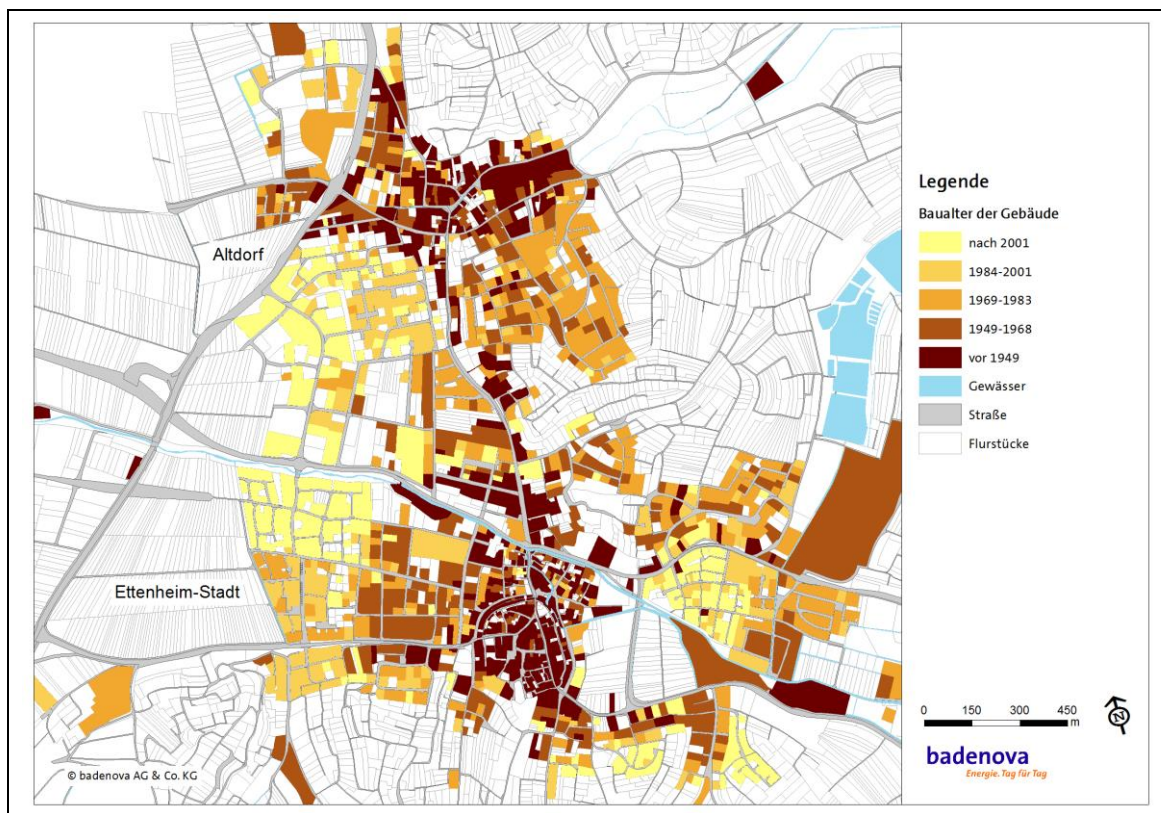 Altdorf
Ettenheim-Stadt
© badenova AG & Co. KG
Legende
Baualter der Gebäude
nach 2001
1984-2001
1969-1983
1949-1968
vor 1949
Gewässer
Straße
Flurstücke
0 150 300 450
m
N
badenova
Energie. Tag für Tag